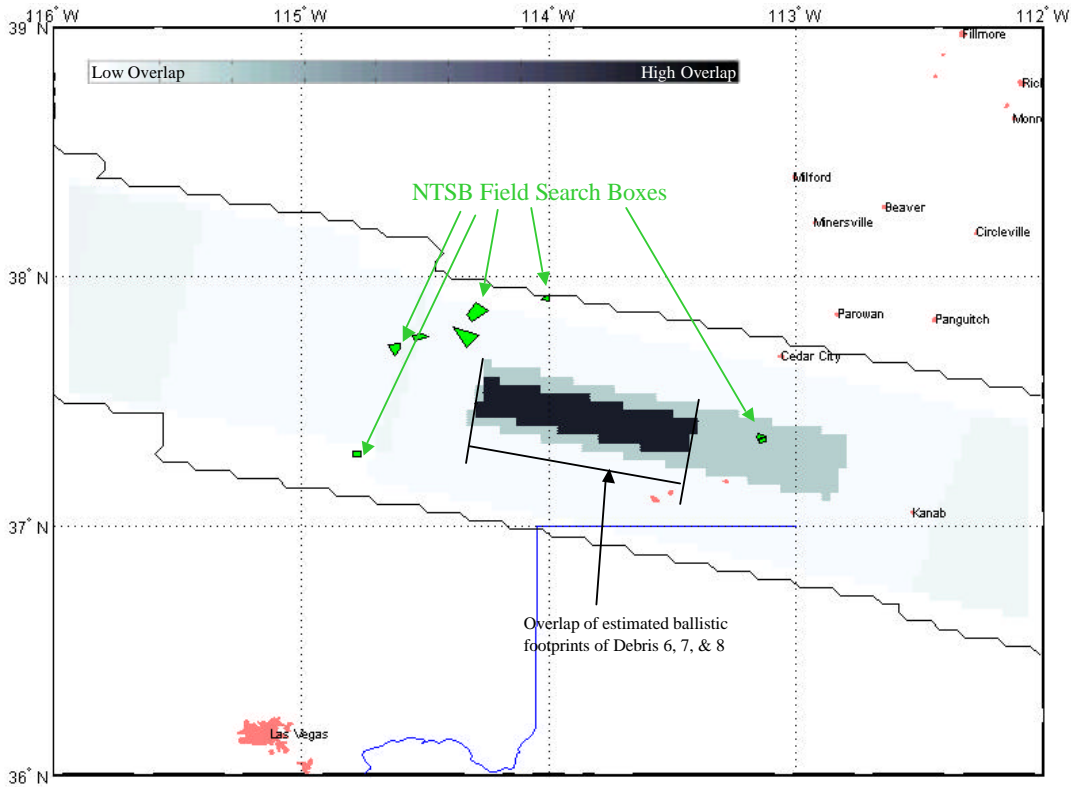 116° W
115° W
114° W
113° W
112° W
39° N
Fillmore
Low Overlap
High Overlap
Rich
Monr
Milford
NTSB Field Search Boxes
Beaver
Minersville
Circleville
38° N
Parowan
Panguitch
Cedar City
37° N
Kanab
Overlap of estimated ballistic
footprints of Debris 6, 7, & 8
Las Vegas
36° N